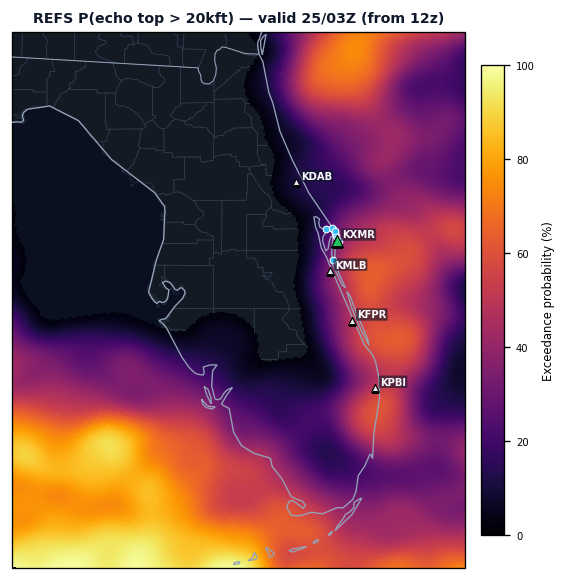 REFS P(echo top > 20kft) — valid 25/03Z (from 12z)
KDAB
KXMR
KMLB
KFPR
KPBI
100
80
60
40
20
0
Exceedance probability (%)